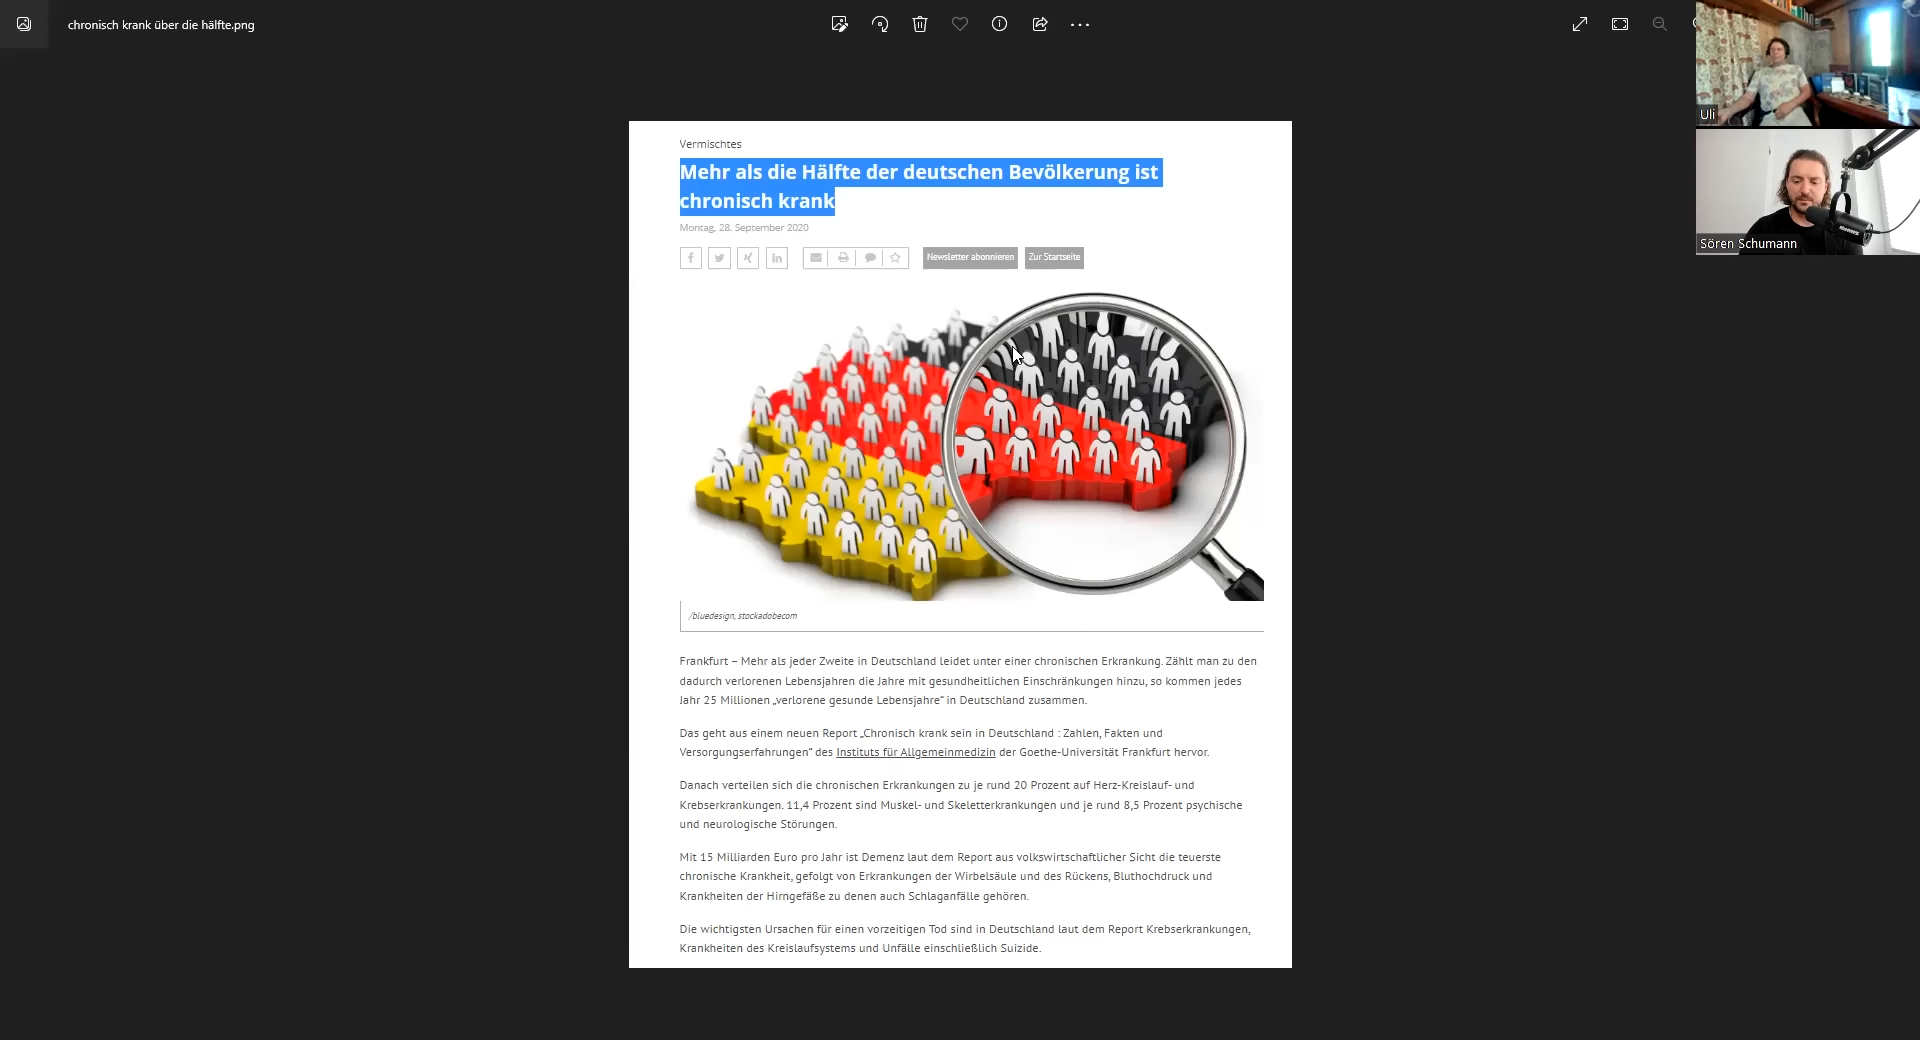 chronisch krank über die hälfte.png
Uli
Sören Schumann
Vermischtes
Mehr als die Hälfte der deutschen Bevölkerung ist
chronisch krank
Montag, 28. September 2020
Newsletter abonnieren
Zur Startseite
/bluedesign, stockadobecom
Frankfurt – Mehr als jeder Zweite in Deutschland leidet unter einer chronischen Erkrankung. Zählt man zu den
dadurch verlorenen Lebensjahren die Jahre mit gesundheitlichen Einschränkungen hinzu, so kommen jedes
Jahr 25 Millionen „verlorene gesunde Lebensjahre“ in Deutschland zusammen.
Das geht aus einem neuen Report „Chronisch krank sein in Deutschland : Zahlen, Fakten und
Versorgungserfahrungen“ des Instituts für Allgemeinmedizin der Goethe-Universität Frankfurt hervor.
Danach verteilen sich die chronischen Erkrankungen zu je rund 20 Prozent auf Herz-Kreislauf- und
Krebserkrankungen. 11,4 Prozent sind Muskel- und Skeletterkrankungen und je rund 8,5 Prozent psychische
und neurologische Störungen.
Mit 15 Milliarden Euro pro Jahr ist Demenz laut dem Report aus volkswirtschaftlicher Sicht die teuerste
chronische Krankheit, gefolgt von Erkrankungen der Wirbelsäule und des Rückens, Bluthochdruck und
Krankheiten der Hirngefäße zu denen auch Schlaganfälle gehören.
Die wichtigsten Ursachen für einen vorzeitigen Tod sind in Deutschland laut dem Report Krebserkrankungen,
Krankheiten des Kreislaufsystems und Unfälle einschließlich Suizide.